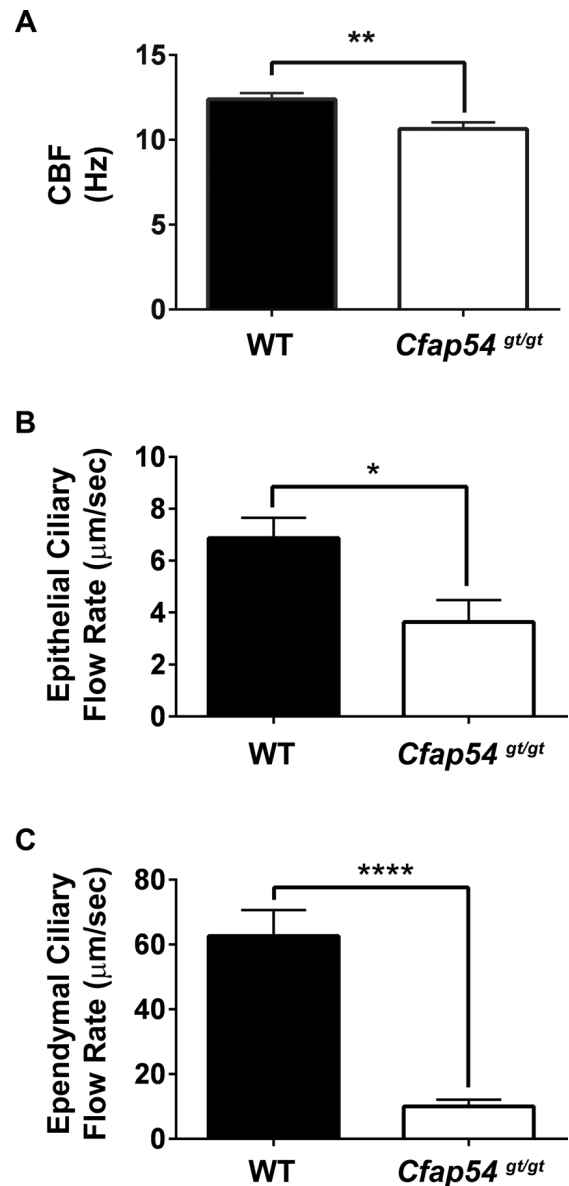 A
**
15
10
5
0
CBF
(Hz)
WT
Cfap54 gt/gt
B
*
10
8
6
4
2
0
Epithelial Ciliary
Flow Rate (μm/sec)
WT
Cfap54 gt/gt
C
****
80
60
40
20
0
Ependymal Ciliary
Flow Rate (μm/sec)
WT
Cfap54 gt/gt